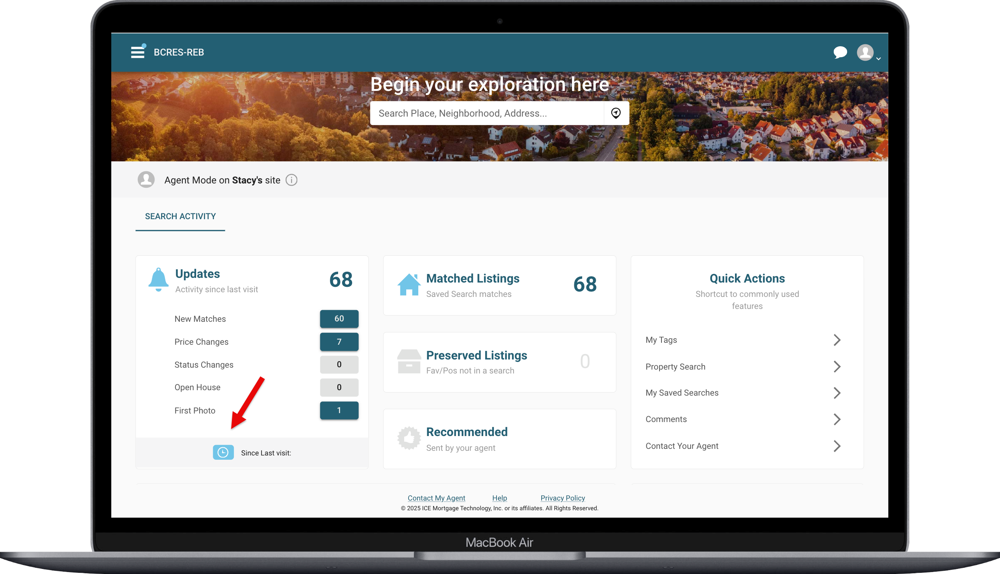 BCRES-REB
Begin your exploration here
Search Place, Neighborhood, Address...
Agent Mode on Stacy's site
SEARCH ACTIVITY
Updates
68
Activity since last visit
New Matches
60
Price Changes
7
Status Changes
0
Open House
0
First Photo
1
Since Last visit:
Matched Listings
68
Saved Search matches
Preserved Listings
0
Fav/Pos not in a search
Recommended
Sent by your agent
Quick Actions
Shortcut to commonly used
features
My Tags
Property Search
My Saved Searches
Comments
Contact Your Agent
Contact My Agent Help Privacy Policy
© 2025 ICE Mortgage Technology, Inc. or its affiliates. All Rights Reserved.
MacBook Air